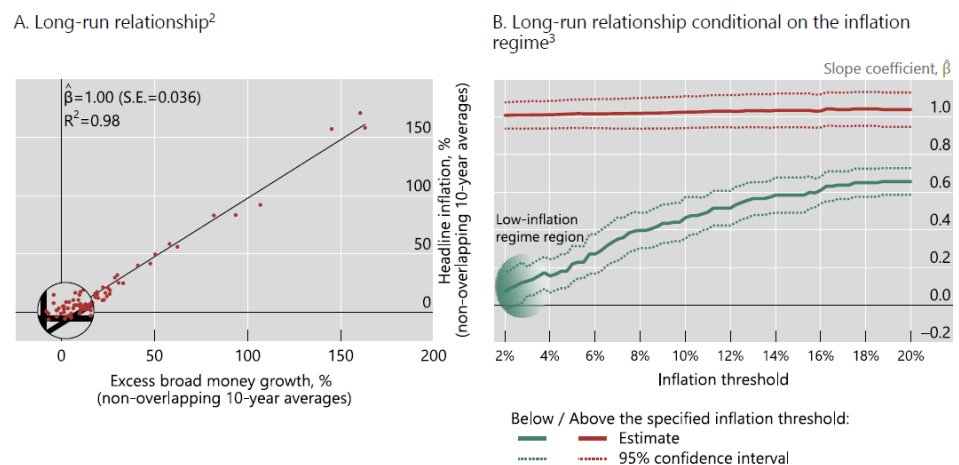 A. Long-run relationship2
β̂=1.00 (S.E.=0.036)
R2=0.98
150
100
50
0
Headline inflation, %
(non-overlapping 10-year averages)
0 50 100 150 200
Excess broad money growth, %
(non-overlapping 10-year averages)
B. Long-run relationship conditional on the inflation
regime3
Slope coefficient, β̂
1.0
0.8
0.6
0.4
0.2
0.0
–0.2
Low-inflation
regime region
2% 4% 6% 8% 10% 12% 14% 16% 18% 20%
Inflation threshold
Below / Above the specified inflation threshold:
Estimate
95% confidence interval